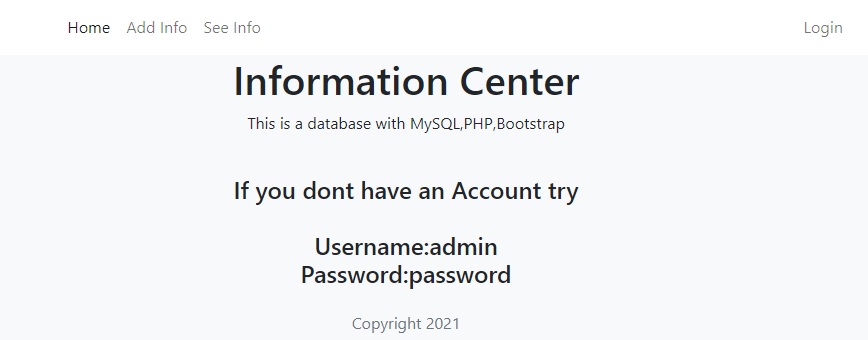 Home Add Info See Info Login
Information Center
This is a database with MySQL,PHP,Bootstrap
If you dont have an Account try
Username:admin
Password:password
Copyright 2021